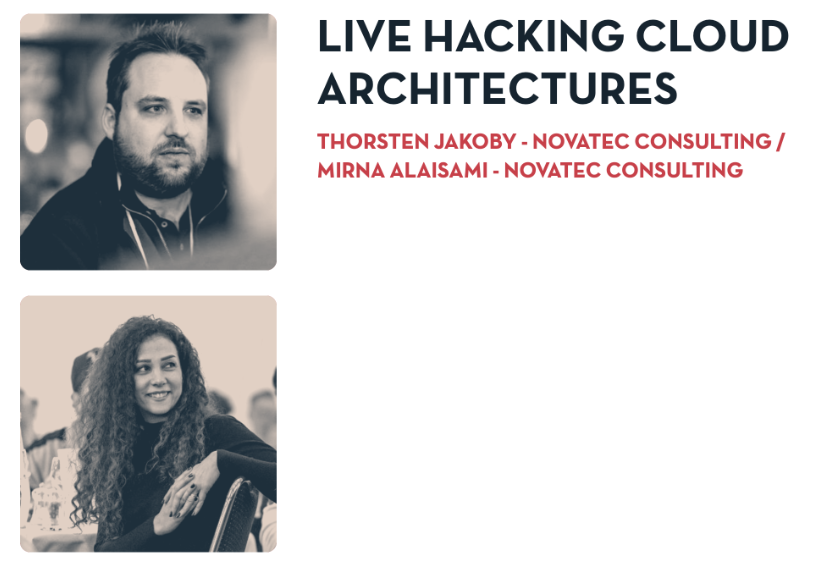 LIVE HACKING CLOUD
ARCHITECTURES
THORSTEN JAKOBY - NOVATEC CONSULTING /
MIRNA ALAISAMI - NOVATEC CONSULTING